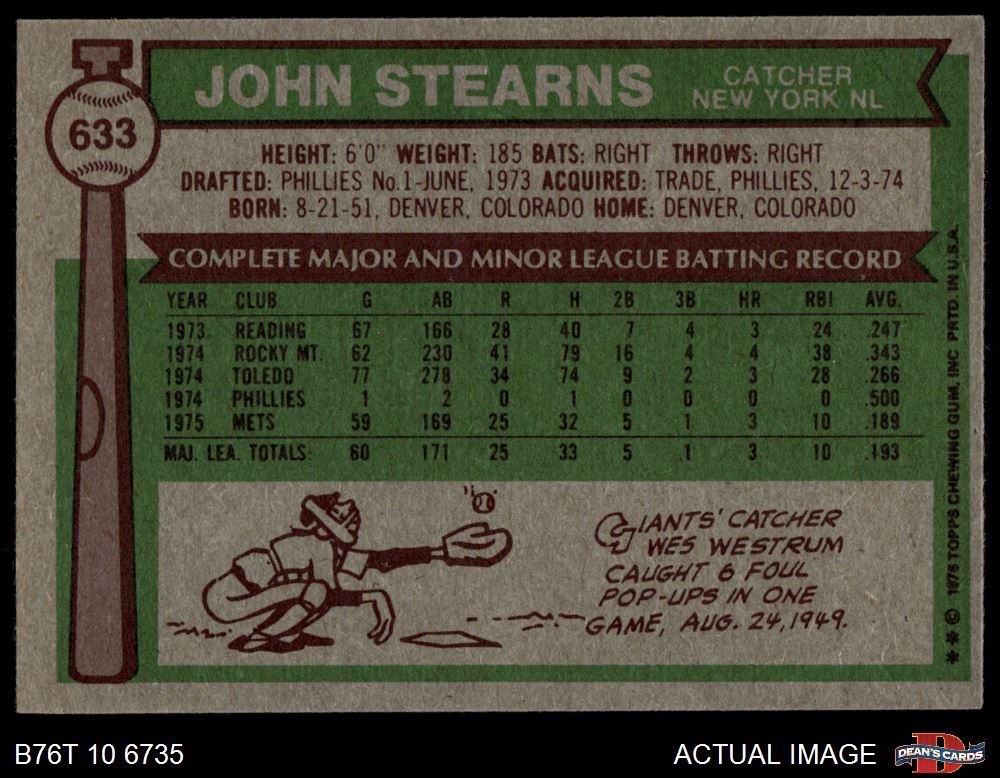 633
JOHN STEARNS
CATCHER
NEW YORK NL
HEIGHT: 6'0" WEIGHT: 185 BATS: RIGHT THROWS: RIGHT
DRAFTED: PHILLIES No.1-JUNE, 1973 ACQUIRED: TRADE, PHILLIES, 12-3-74
BORN: 8-21-51, DENVER, COLORADO HOME: DENVER, COLORADO
COMPLETE MAJOR AND MINOR LEAGUE BATTING RECORD
YEAR CLUB G AB R H 2B 3B HR RBI AVG.
1973 READING 67 166 28 40 7 4 3 24 .247
1974 ROCKY MT. 62 230 41 79 16 4 4 38 .343
1974 TOLEDO 77 278 34 74 9 2 3 28 .266
1974 PHILLIES 1 2 0 1 0 0 0 0 .500
1975 METS 59 169 25 32 5 1 3 10 .189
MAJ. LEA. TOTALS: 60 171 25 33 5 1 3 10 .193
GIANTS' CATCHER
WES WESTRUM
CAUGHT 6 FOUL
POP-UPS IN ONE
GAME, AUG. 24, 1949.
** © 1976 TOPPS CHEWING GUM, INC PRTD. IN U.S.A.
B76T 10 6735
ACTUAL IMAGE
D
DEAN'S CARDS